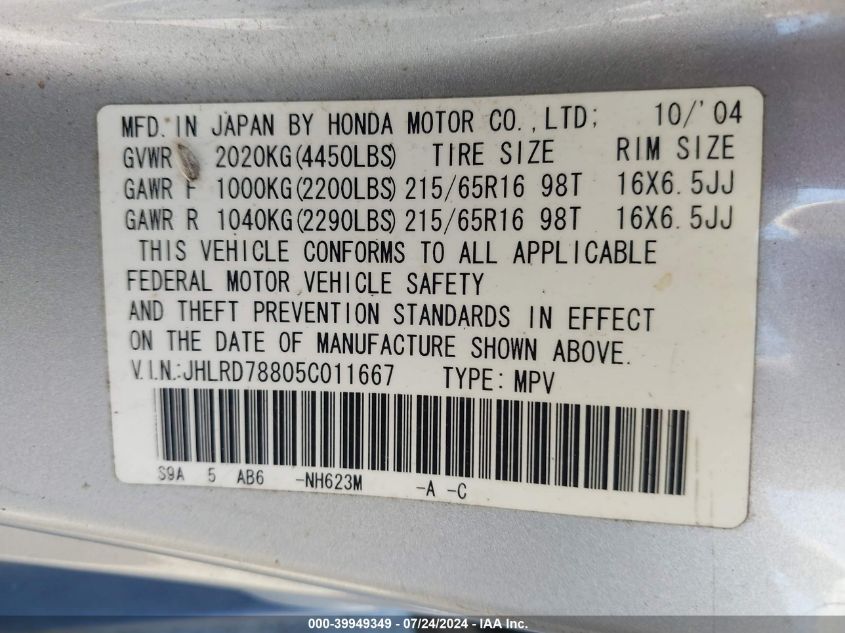 MFD. IN JAPAN BY HONDA MOTOR CO.,LTD; 10/'04
GVWR 2020KG(4450LBS) TIRE SIZE RIM SIZE
GAWR F 1000KG(2200LBS) 215/65R16 98T 16X6.5JJ
GAWR R 1040KG(2290LBS) 215/65R16 98T 16X6.5JJ
THIS VEHICLE CONFORMS TO ALL APPLICABLE
FEDERAL MOTOR VEHICLE SAFETY
AND THEFT PREVENTION STANDARDS IN EFFECT
ON THE DATE OF MANUFACTURE SHOWN ABOVE.
V.I.N.:JHLRD78805C011667 TYPE: MPV
S9A 5 AB6 -NH623M -A -C
000-39949349 - 07/24/2024 - IAA Inc.